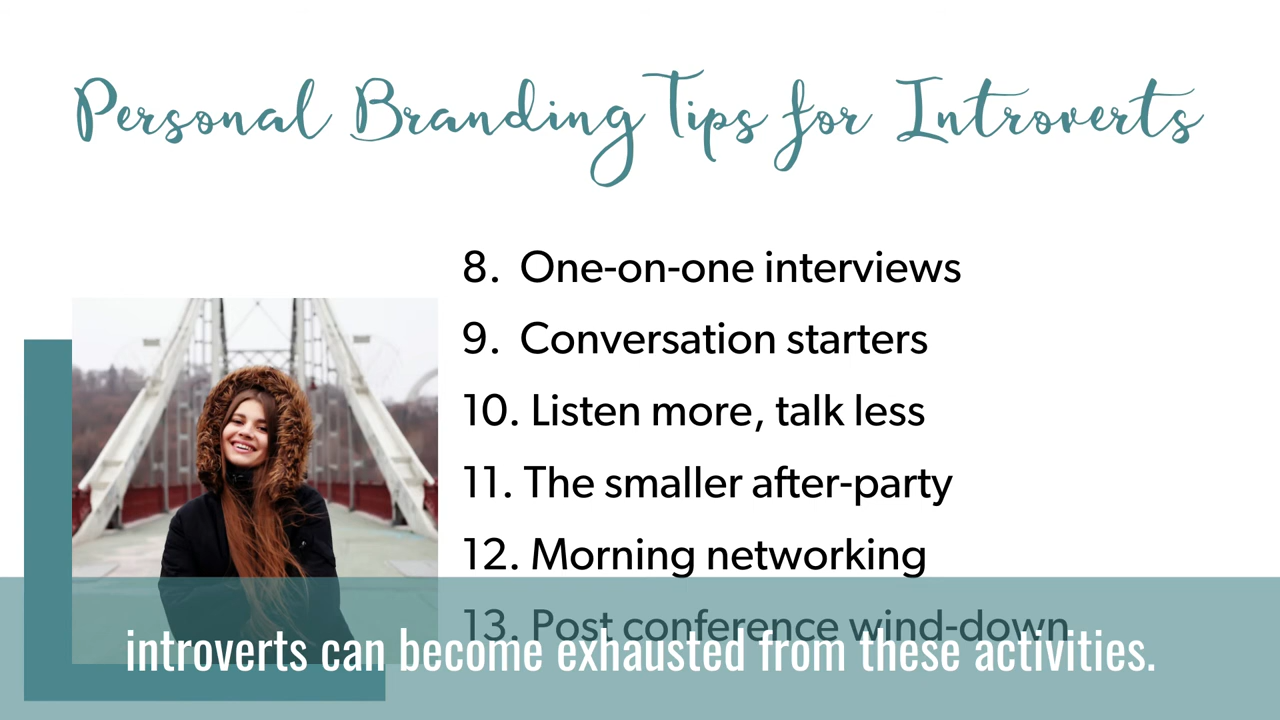 Personal Branding Tips for Introverts
8. One-on-one interviews
9. Conversation starters
10. Listen more, talk less
11. The smaller after-party
12. Morning networking
13. Post conference wind-down
introverts can become exhausted from these activities.